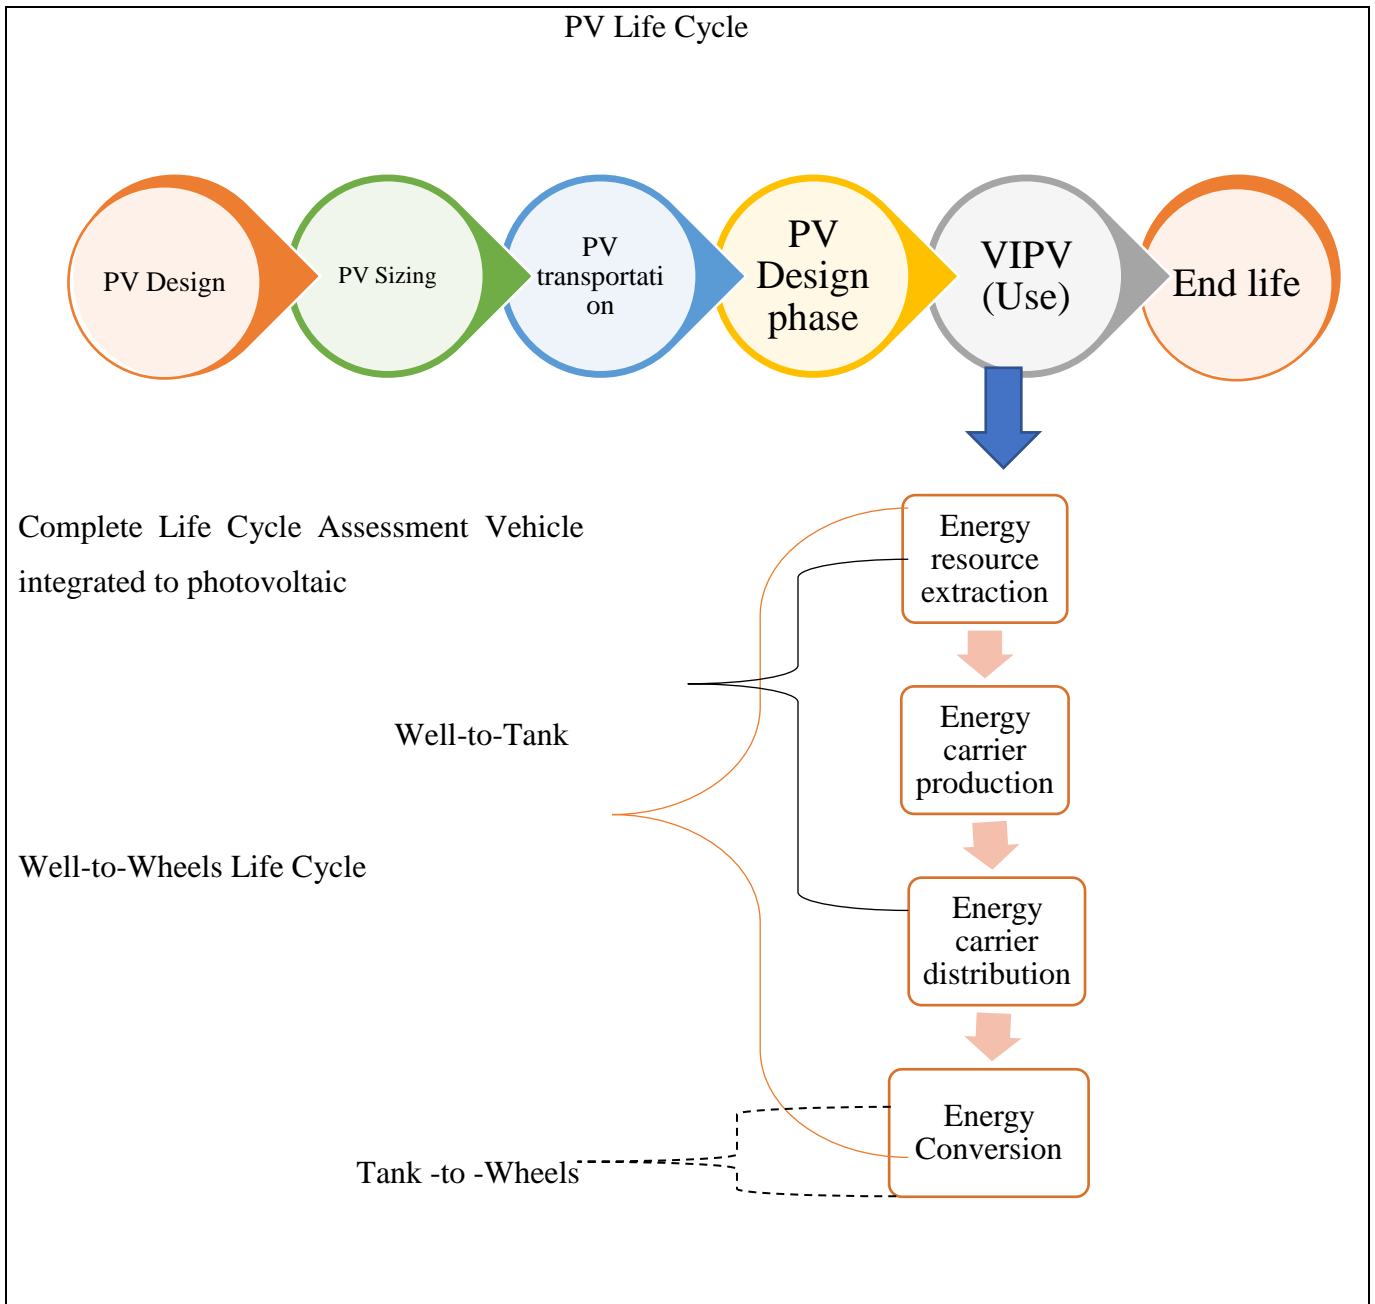 PV Life Cycle
PV Design
PV Sizing
PV
transportati
on
PV
Design
phase
VIPV
(Use)
End life
Complete Life Cycle Assessment Vehicle
integrated to photovoltaic
Energy
resource
extraction
Well-to-Tank
Energy
carrier
production
Well-to-Wheels Life Cycle
Energy
carrier
distribution
Energy
Conversion
Tank -to -Wheels